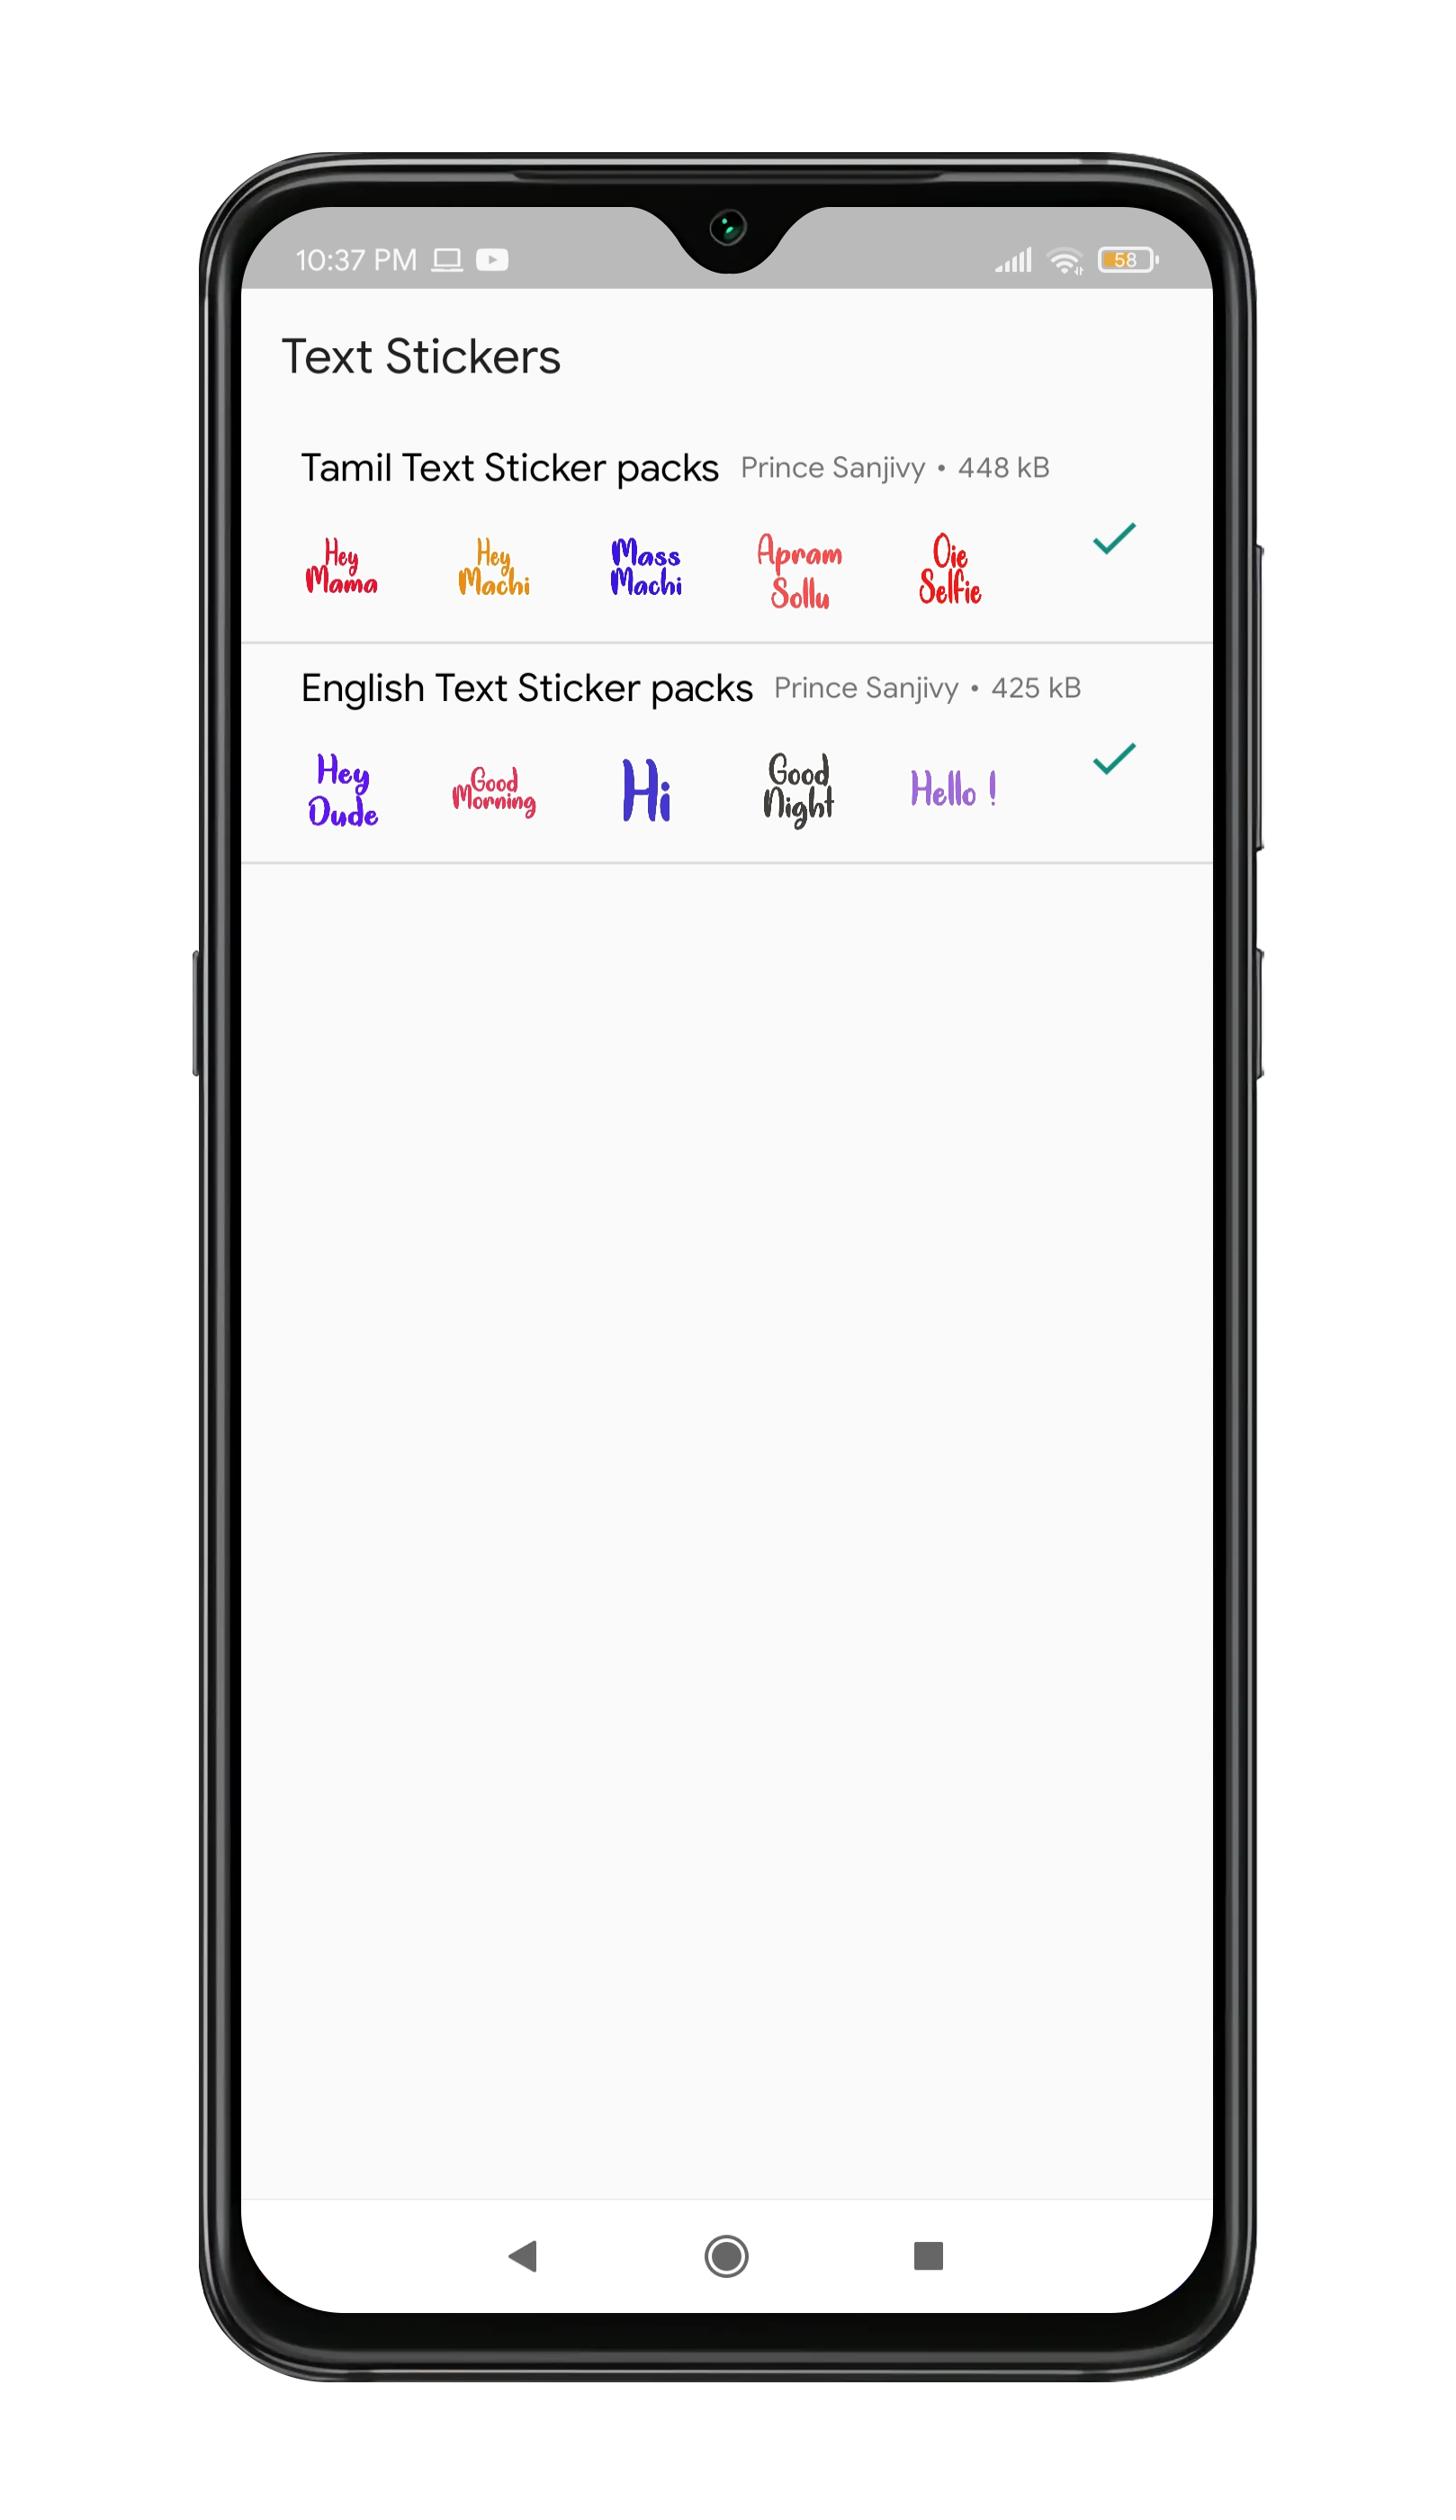 10:37 PM 58
Text Stickers
Tamil Text Sticker packs Prince Sanjivy • 448 kB
Hey
Mama
Hey
Machi
Mass
Machi
Apram
Sollu
Oie
Selfie
English Text Sticker packs Prince Sanjivy • 425 kB
Hey
Dude
Good
Morning
Hi
Good
Night
Hello !